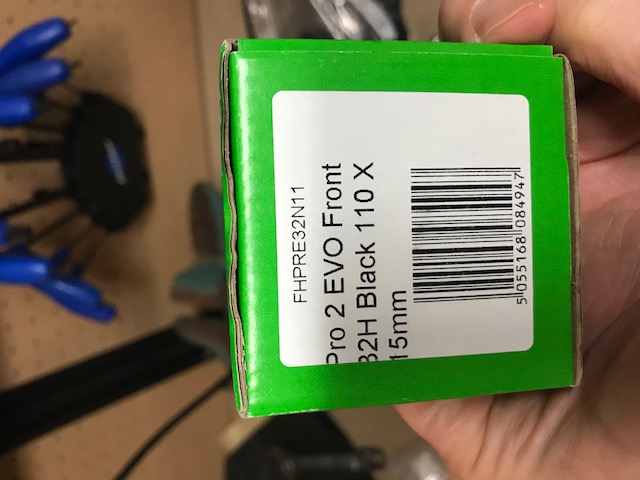 FHPRE32N11
Pro 2 EVO Front
32H Black 110 X
15mm
5 055168 084947